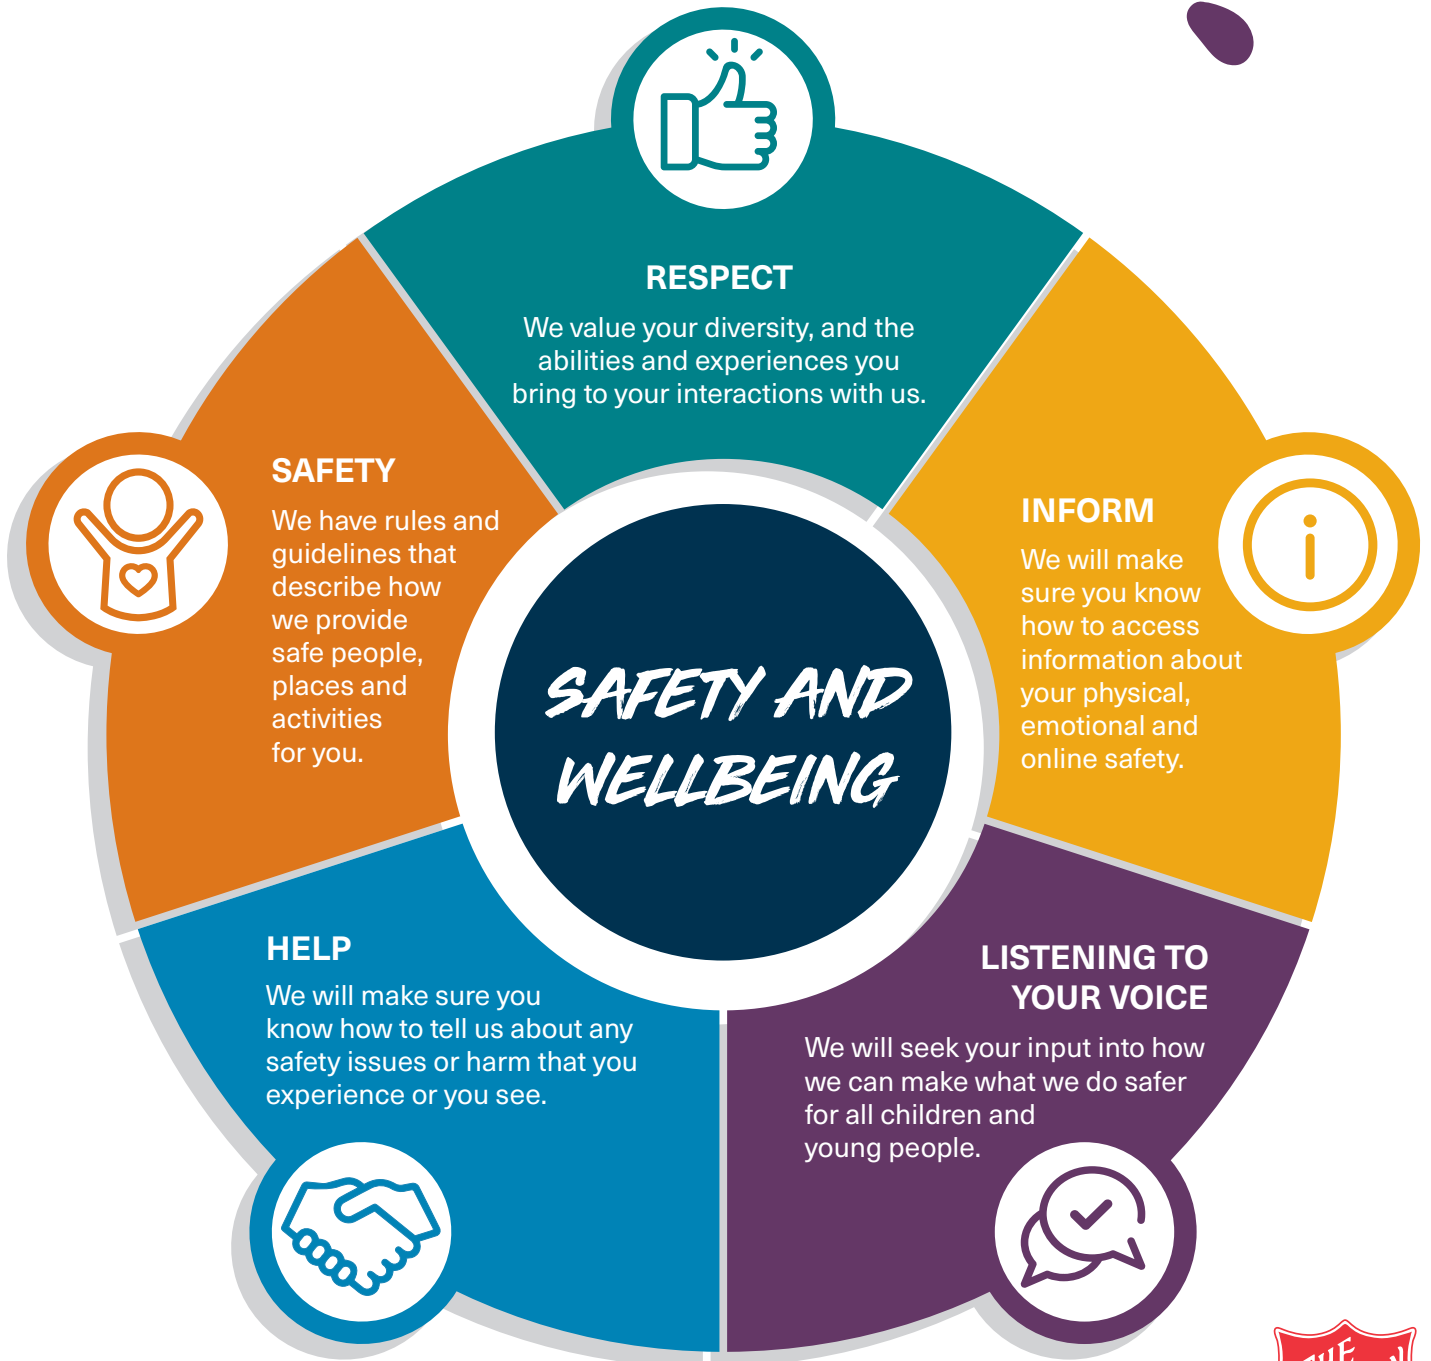 RESPECT
We value your diversity, and the
abilities and experiences you
bring to your interactions with us.
INFORM
We will make
sure you know
how to access
information about
your physical,
emotional and
online safety.
LISTENING TO
YOUR VOICE
We will seek your input into how
we can make what we do safer
for all children and
young people.
HELP
We will make sure you
know how to tell us about any
safety issues or harm that you
experience or you see.
SAFETY
We have rules and
guidelines that
describe how
we provide
safe people,
places and
activities
for you.
SAFETY AND
WELLBEING